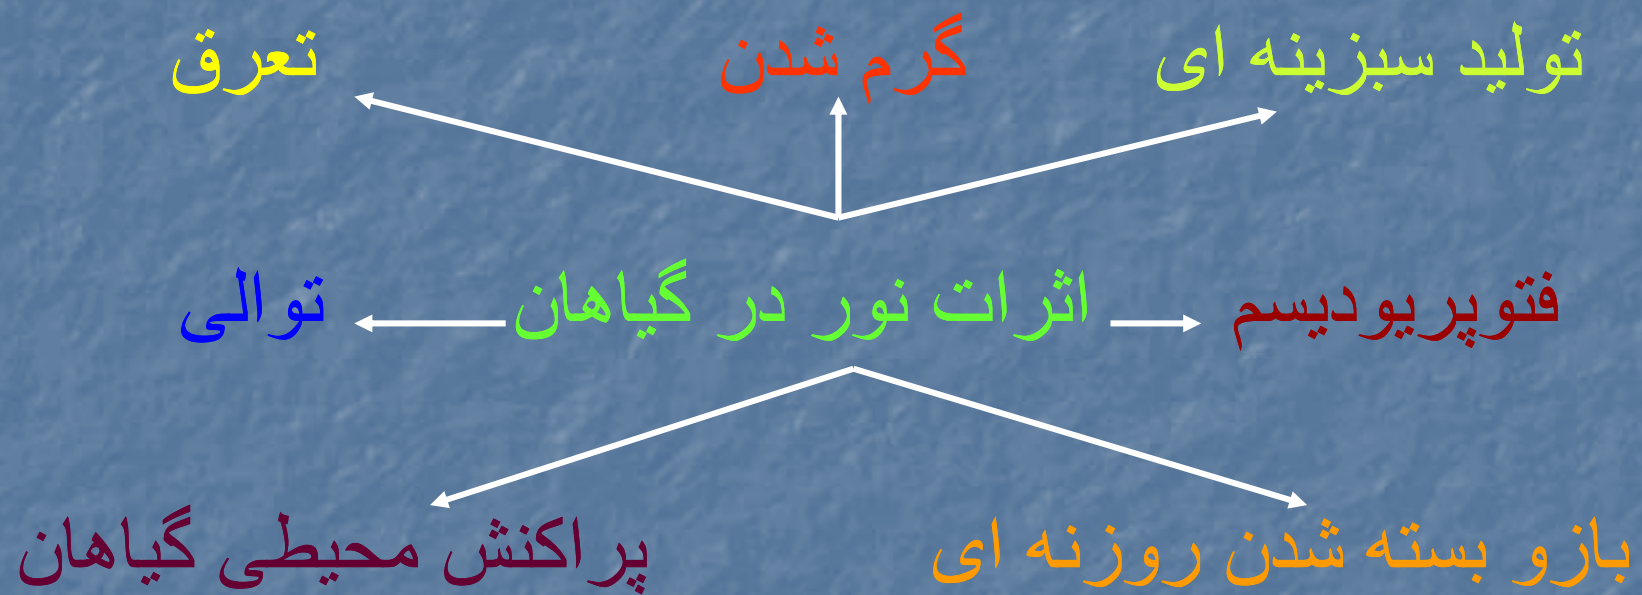 تولید سبزینه ای
گرم شدن
تعرق
فتوپریودیسم
اثرات نور در گیاهان
توالی
بازو بسته شدن روزنه ای
پراکنش محیطی گیاهان